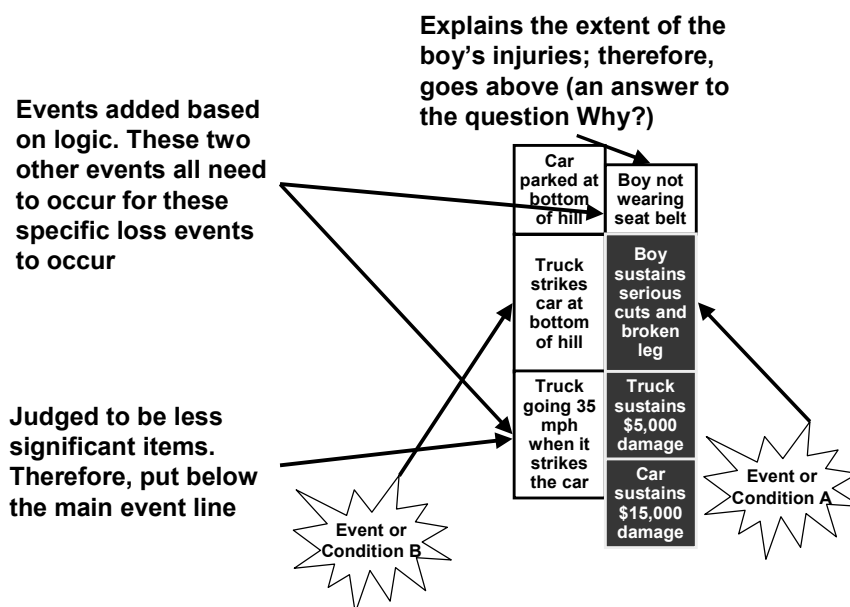 Explains the extent of the
boy's injuries; therefore,
goes above (an answer to
the question Why?)
Events added based
on logic. These two
other events all need
to occur for these
specific loss events
to occur
Car
parked at
bottom
of hill
Boy not
wearing
seat belt
Truck
strikes
car at
bottom
of hill
Boy
sustains
serious
cuts and
broken
leg
Judged to be less
significant items.
Therefore, put below
the main event line
Truck
going 35
mph
when it
strikes
the car
Truck
sustains
$5,000
damage
Car
sustains
$15,000
damage
Event or
Condition B
Event or
Condition A